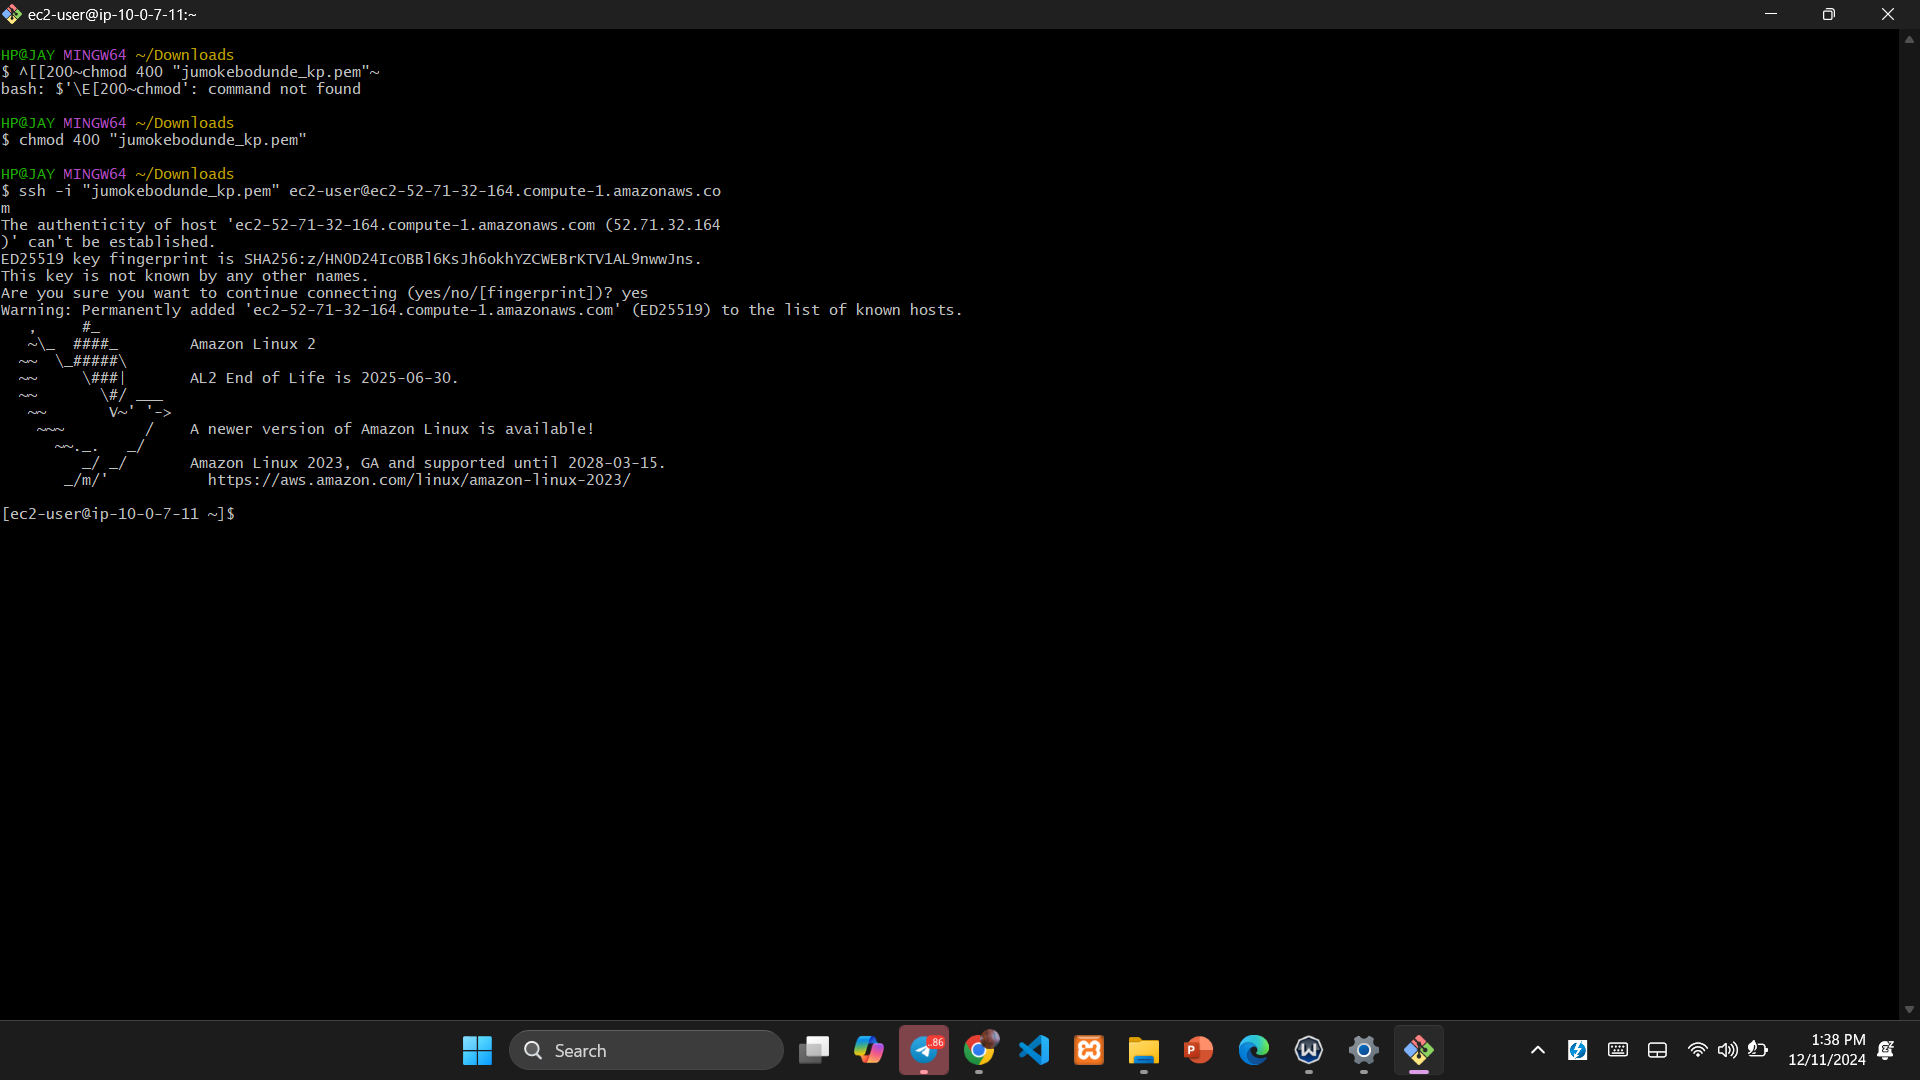 ec2-user@ip-10-0-7-11:~
HP@JAY MINGW64 ~/Downloads
$ ^[[200~chmod 400 "jumokebodunde_kp.pem"~
bash: $'\E[200~chmod': command not found
HP@JAY MINGW64 ~/Downloads
$ chmod 400 "jumokebodunde_kp.pem"
HP@JAY MINGW64 ~/Downloads
$ ssh -i "jumokebodunde_kp.pem" ec2-user@ec2-52-71-32-164.compute-1.amazonaws.co
m
The authenticity of host 'ec2-52-71-32-164.compute-1.amazonaws.com (52.71.32.164
)' can't be established.
ED25519 key fingerprint is SHA256:z/HNOD24IcOBBl6KsJh6okhYZCWEBrKTV1AL9nwwJns.
This key is not known by any other names.
Are you sure you want to continue connecting (yes/no/[fingerprint])? yes
Warning: Permanently added 'ec2-52-71-32-164.compute-1.amazonaws.com' (ED25519) to the list of known hosts.
   ,     #_
   ~\_  ####_        Amazon Linux 2
  ~~  \_#####\
  ~~     \###|       AL2 End of Life is 2025-06-30.
  ~~       \#/ ___
   ~~       V~' '->
    ~~~         /    A newer version of Amazon Linux is available!
      ~~._.   _/
         _/ _/       Amazon Linux 2023, GA and supported until 2028-03-15.
       _/m/'           https://aws.amazon.com/linux/amazon-linux-2023/
[ec2-user@ip-10-0-7-11 ~]$
Search
..86
1:38 PM
12/11/2024